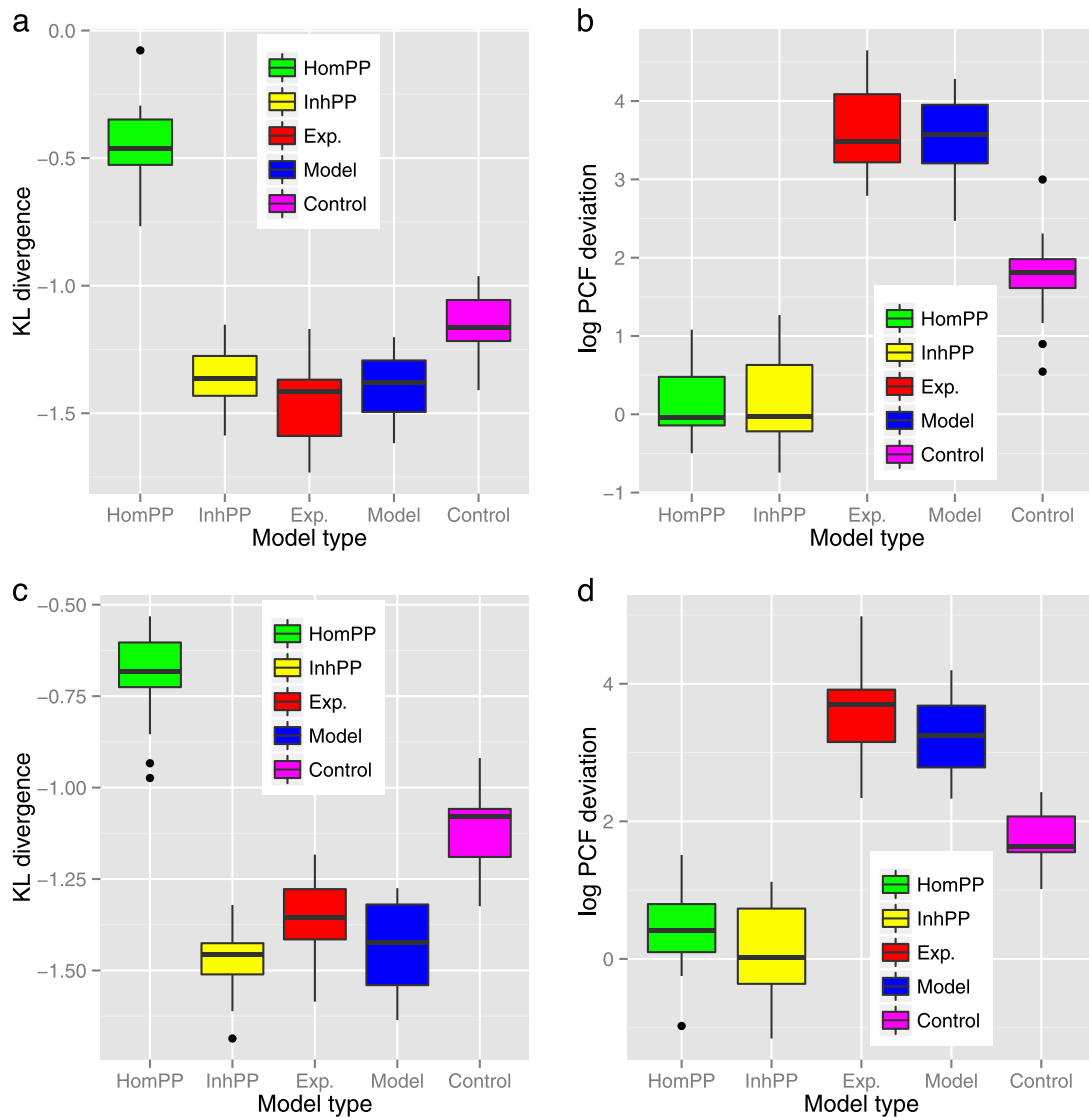 a
0.0
−0.5
−1.0
−1.5
KL divergence
HomPP
InhPP
Exp.
Model
Control
HomPP InhPP Exp. Model Control
Model type
b
4
3
2
1
0
−1
log PCF deviation
HomPP
InhPP
Exp.
Model
Control
HomPP InhPP Exp. Model Control
Model type
c
−0.50
−0.75
−1.00
−1.25
−1.50
KL divergence
HomPP
InhPP
Exp.
Model
Control
HomPP InhPP Exp. Model Control
Model type
d
4
2
0
log PCF deviation
HomPP
InhPP
Exp.
Model
Control
HomPP InhPP Exp. Model Control
Model type